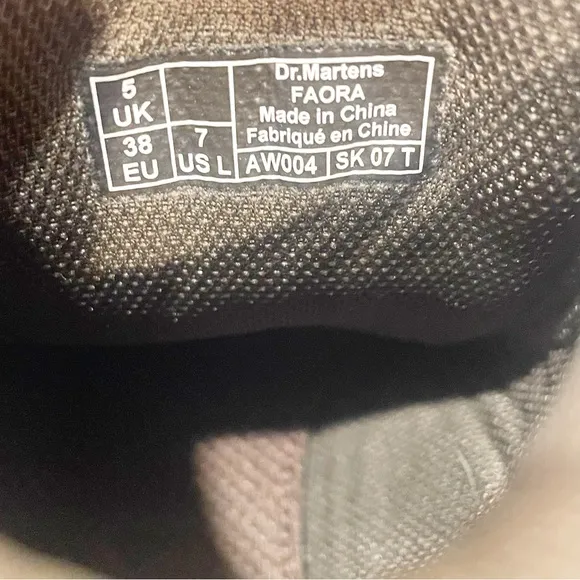 5
UK
38
EU
7
US L
Dr.Martens
FAORA
Made in China
Fabriqué en Chine
AW004
SK 07 T